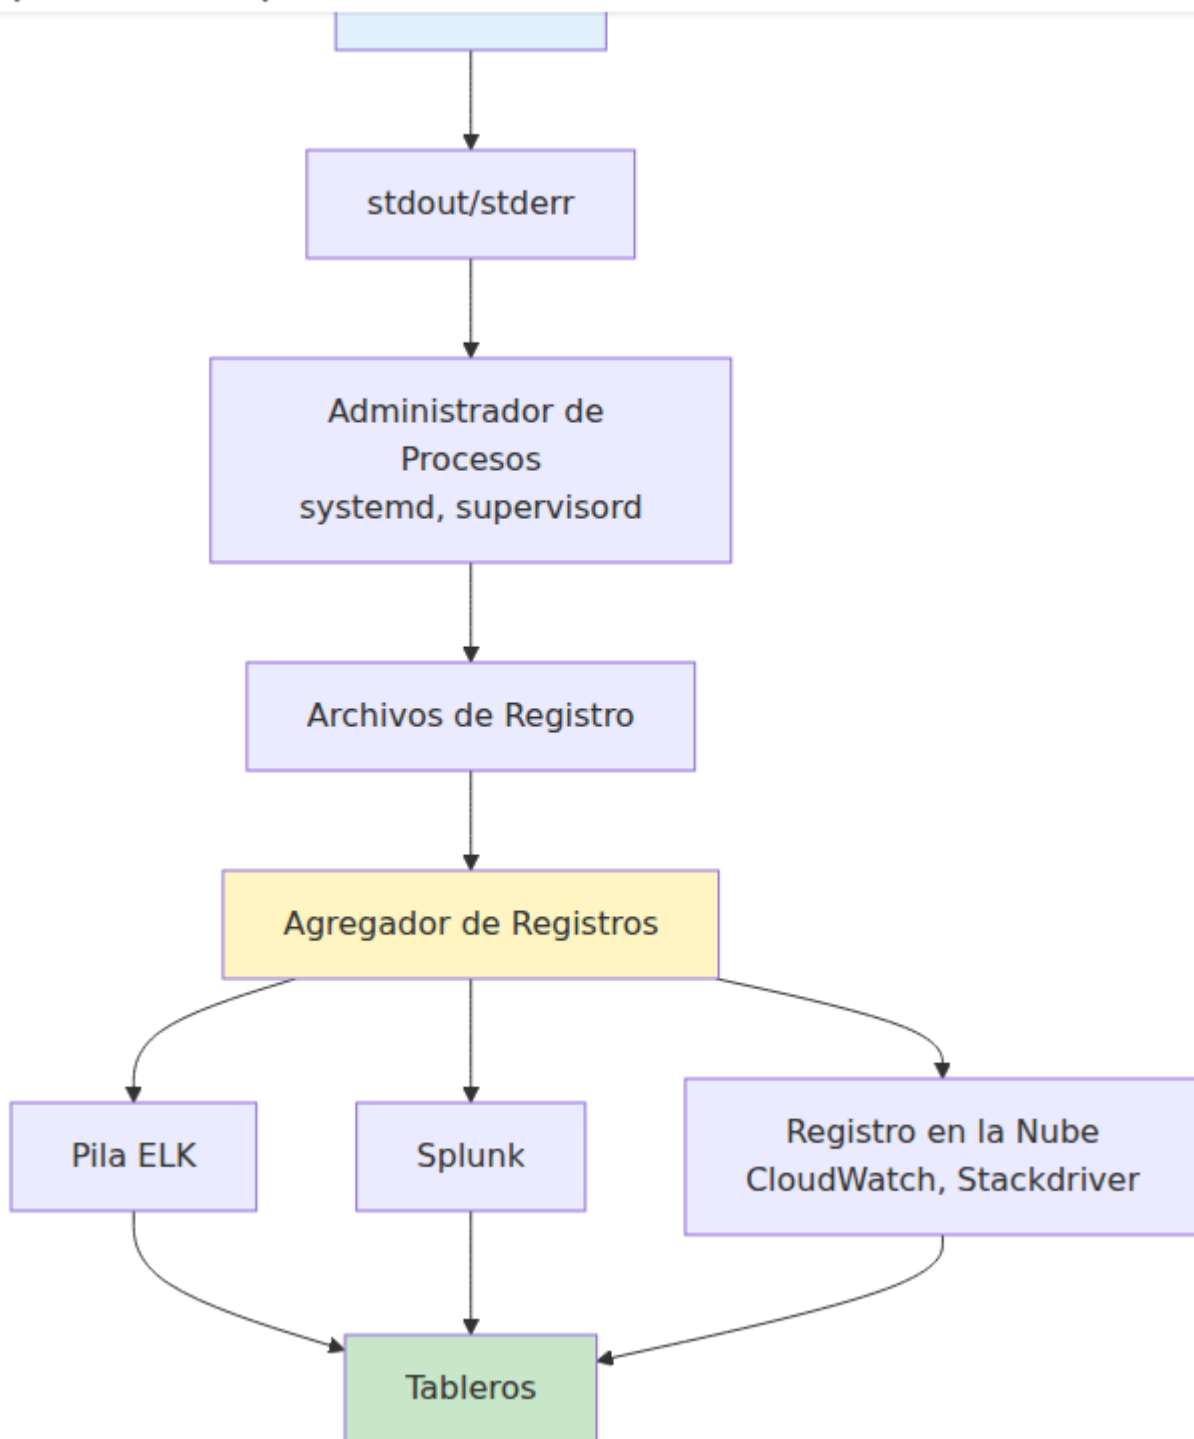 stdout/stderr
Administrador de
Procesos
systemd, supervisord
Archivos de Registro
Agregador de Registros
Pila ELK
Splunk
Registro en la Nube
CloudWatch, Stackdriver
Tableros